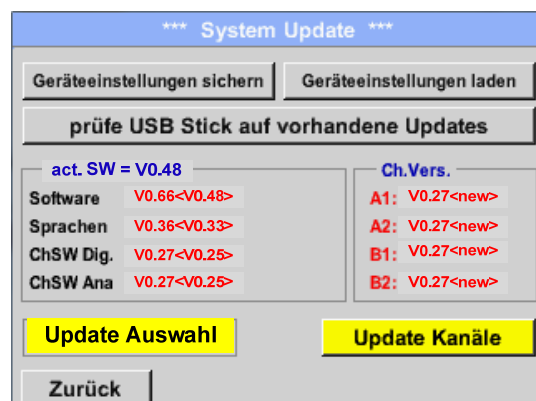 *** System Update ***
Geräteeinstellungen sichern
Geräteeinstellungen laden
prüfe USB Stick auf vorhandene Updates
act. SW = V0.48
Software V0.66<V0.48>
Sprachen V0.36<V0.33>
ChSW Dig. V0.27<V0.25>
ChSW Ana V0.27<V0.25>
Ch.Vers.
A1: V0.27<new>
A2: V0.27<new>
B1: V0.27<new>
B2: V0.27<new>
Update Auswahl
Update Kanäle
Zurück